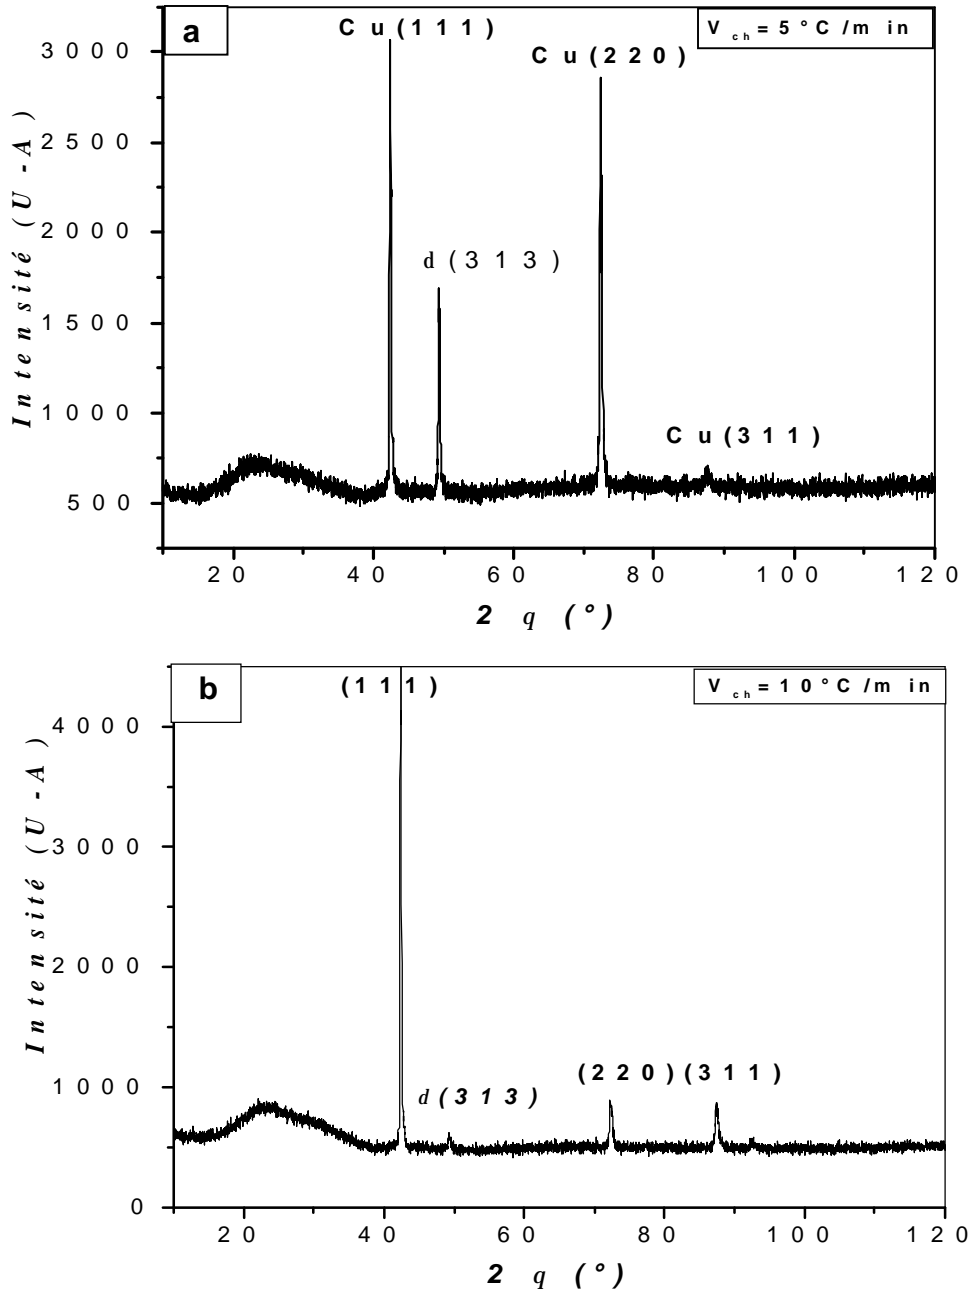 a
V ch = 5 °C/min
Cu(111)
Cu(220)
d(313)
Cu(311)
Intensité (U-A)
3000
2500
2000
1500
1000
500
20 40 60 80 100 120
2 q (°)
b
V ch = 10 °C/min
(111)
d(313)
(220)(311)
Intensité (U-A)
4000
3000
2000
1000
0
20 40 60 80 100 120
2 q (°)